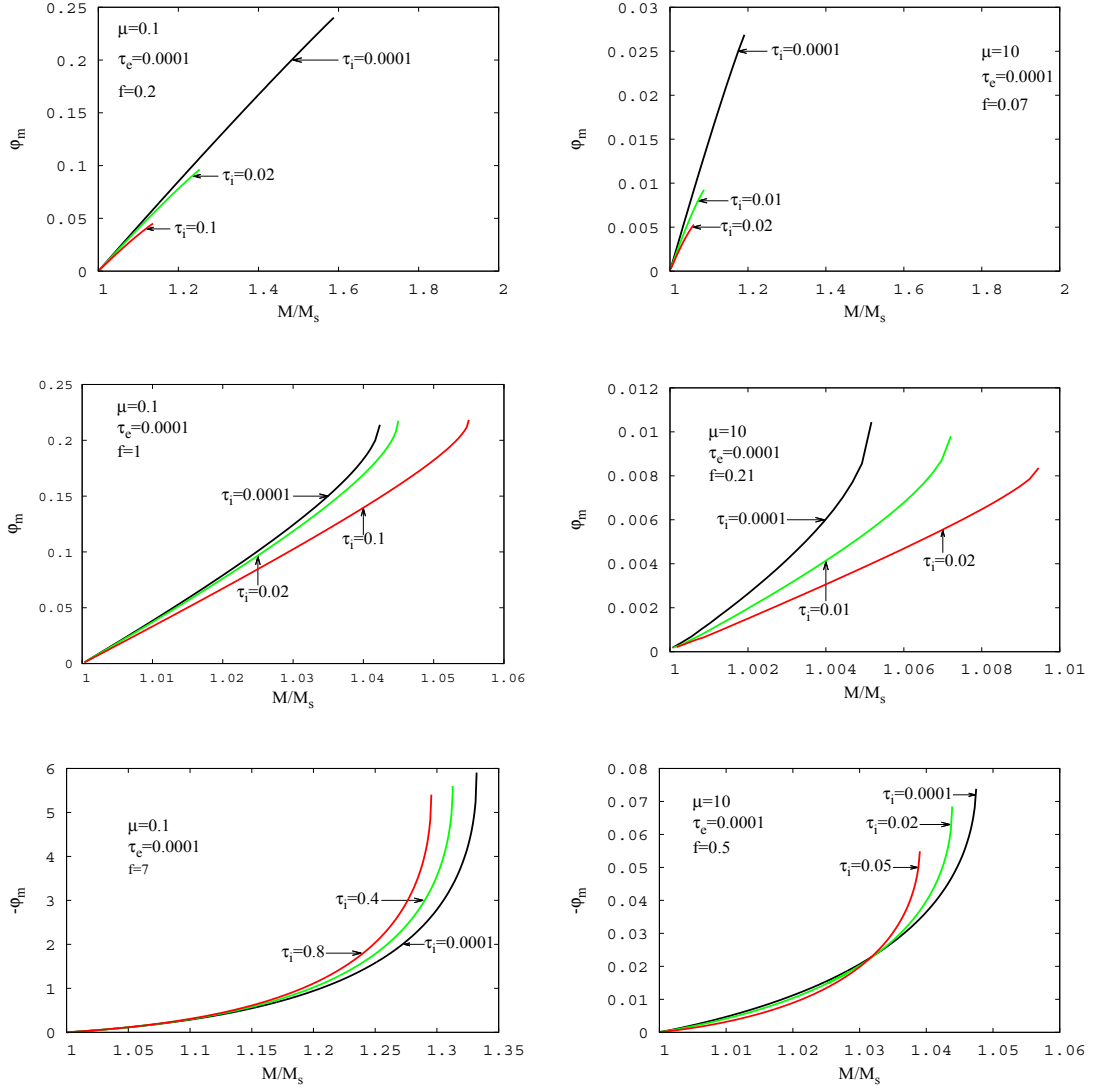 0.25
0.2
0.15
0.1
0.05
0
φm
μ=0.1
τe=0.0001
f=0.2
τi=0.0001
τi=0.02
τi=0.1
1 1.2 1.4 1.6 1.8 2
M/Ms
0.03
0.025
0.02
0.015
0.01
0.005
0
φm
τi=0.0001
μ=10
τe=0.0001
f=0.07
τi=0.01
τi=0.02
1 1.2 1.4 1.6 1.8 2
M/Ms
0.25
0.2
0.15
0.1
0.05
0
φm
μ=0.1
τe=0.0001
f=1
τi=0.0001
τi=0.1
τi=0.02
1 1.01 1.02 1.03 1.04 1.05 1.06
M/Ms
0.012
0.01
0.008
0.006
0.004
0.002
0
φm
μ=10
τe=0.0001
f=0.21
τi=0.0001
τi=0.02
τi=0.01
1 1.002 1.004 1.006 1.008 1.01
M/Ms
6
5
4
3
2
1
0
-φm
μ=0.1
τe=0.0001
f=7
τi=0.4
τi=0.8
τi=0.0001
1 1.05 1.1 1.15 1.2 1.25 1.3 1.35
M/Ms
0.08
0.07
0.06
0.05
0.04
0.03
0.02
0.01
0
-φm
μ=10
τe=0.0001
f=0.5
τi=0.0001
τi=0.02
τi=0.05
1 1.01 1.02 1.03 1.04 1.05 1.06
M/Ms